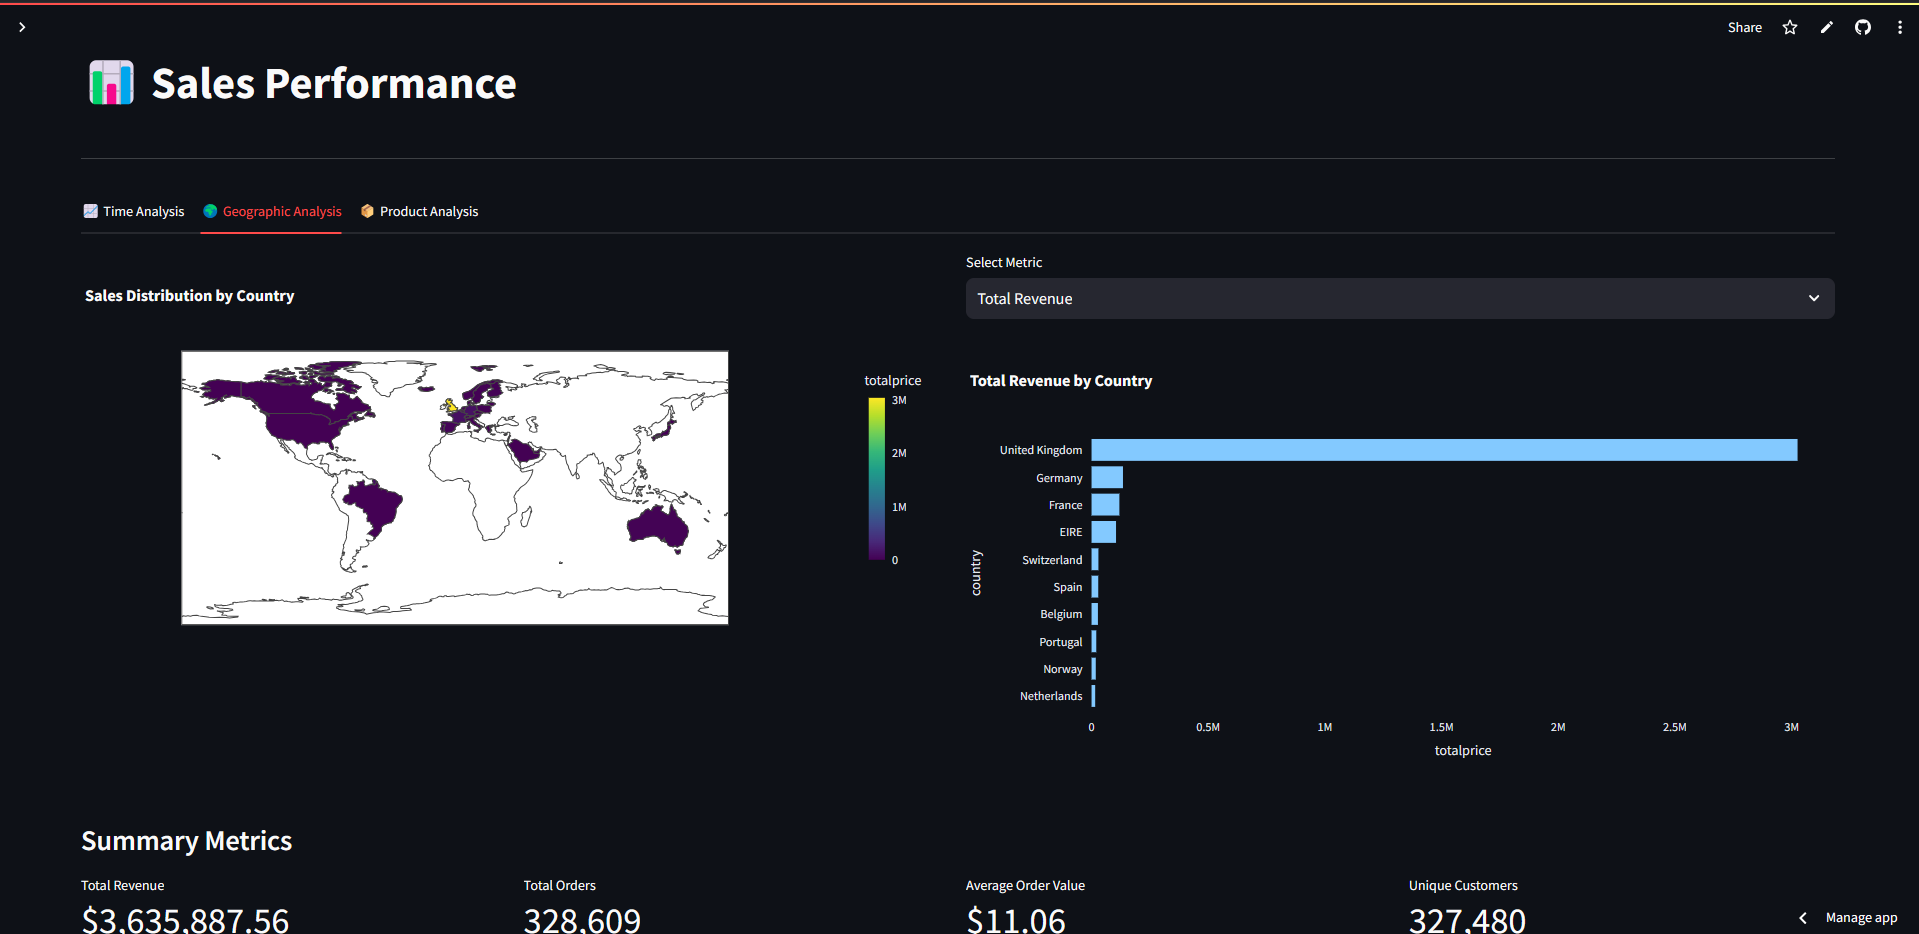 Share
Sales Performance
Time Analysis
Geographic Analysis
Product Analysis
Sales Distribution by Country
totalprice
3M
2M
1M
0
Select Metric
Total Revenue
Total Revenue by Country
country
United Kingdom
Germany
France
EIRE
Switzerland
Spain
Belgium
Portugal
Norway
Netherlands
0 0.5M 1M 1.5M 2M 2.5M 3M
totalprice
Summary Metrics
Total Revenue
$3,635,887.56
Total Orders
328,609
Average Order Value
$11.06
Unique Customers
327,480
Manage app